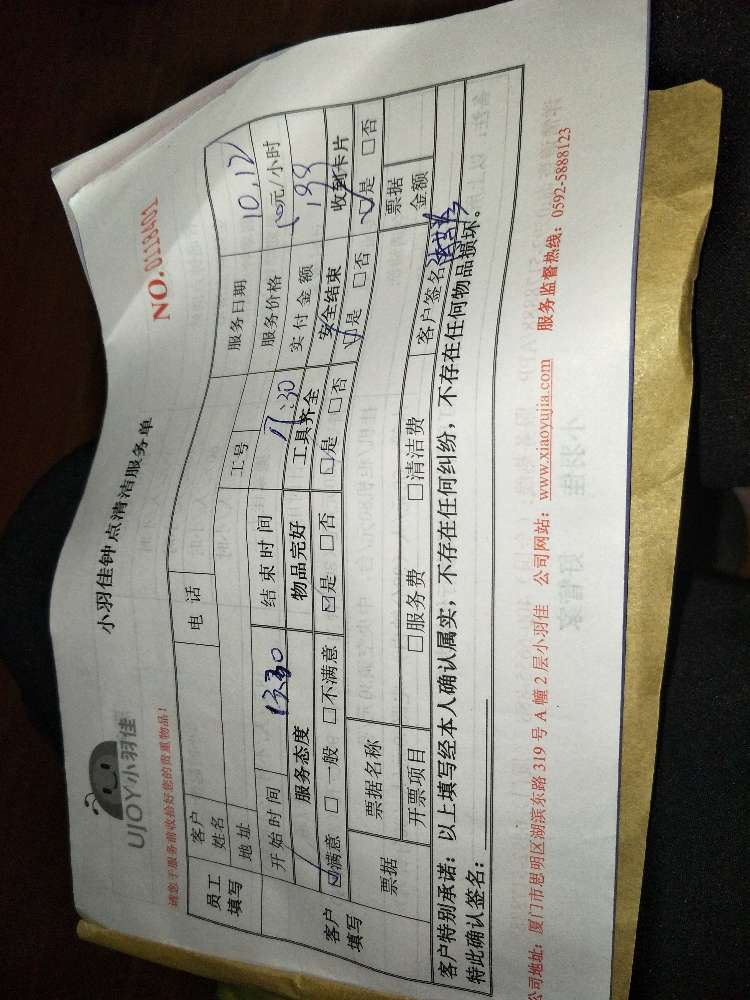 UJOY小羽佳
小羽佳钟点清洁服务单
请您于服务前收拾好您的贵重物品!
NO.0118401
员工填写 客户姓名 电话 服务日期 10.12
地址 工号 服务价格 元/小时
开始时间 13:30 结束时间 17:30 实付金额 199
客户填写 服务态度 物品完好 工具齐全 安全结束 收到卡片
☑满意 □一般 □不满意 ☑是 □否 ☑是 □否 ☑是 □否 ☑是 □否
票据 票据名称 票据金额
开票项目 □服务费 □清洁费 客户签名
客户特别承诺：以上填写经本人确认属实，不存在任何纠纷，不存在任何物品损坏。
特此确认签名：
公司地址：厦门市思明区湖滨东路319号A幢2层小羽佳 公司网站：www.xiaoyujia.com 服务监督热线：0592-5888123